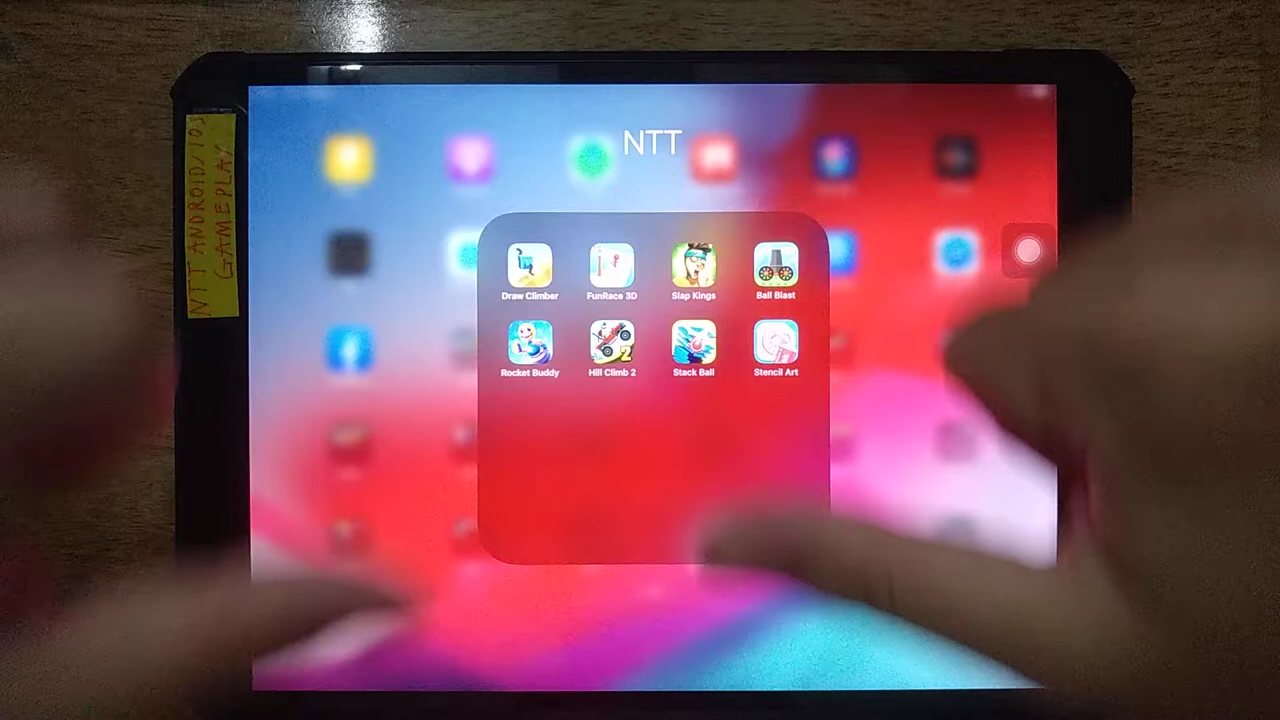 NTT ANDROID/IOS
GAMEPLAY
NTT
Draw Climber
FunRace 3D
Slap Kings
Ball Blast
Rocket Buddy
Hill Climb 2
Stack Ball
Stencil Art